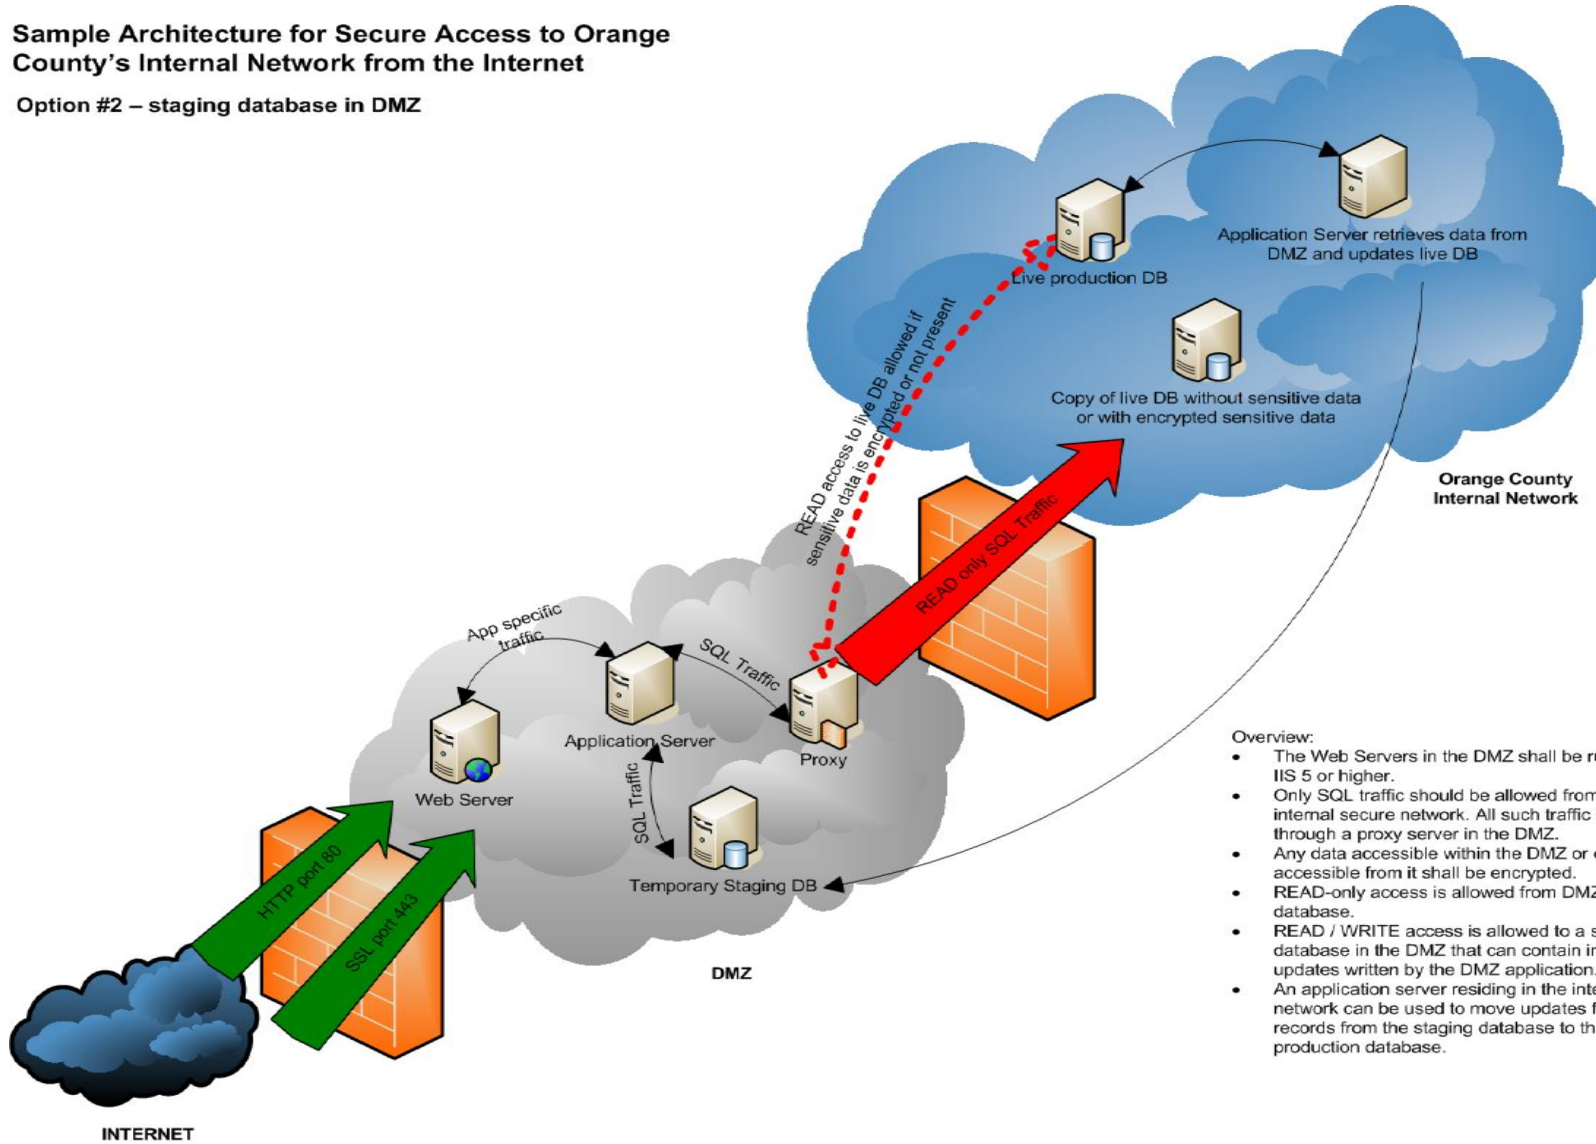 Sample Architecture for Secure Access to Orange
County's Internal Network from the Internet
Option #2 – staging database in DMZ
Application Server retrieves data from
DMZ and updates live DB
Live production DB
Copy of live DB without sensitive data
or with encrypted sensitive data
Orange County
Internal Network
READ access to live DB allowed if
sensitive data is encrypted or not present
READ only SQL Traffic
App specific
traffic
SQL Traffic
Application Server
Proxy
Web Server
SQL Traffic
Temporary Staging DB
DMZ
HTTP port 80
SSL port 443
INTERNET
Overview:
• The Web Servers in the DMZ shall be
IIS 5 or higher.
• Only SQL traffic should be allowed from
internal secure network. All such traffic
through a proxy server in the DMZ.
• Any data accessible within the DMZ or
accessible from it shall be encrypted.
• READ-only access is allowed from DMZ
database.
• READ / WRITE access is allowed to a
database in the DMZ that can contain
updates written by the DMZ application.
• An application server residing in the
network can be used to move updates
records from the staging database to
production database.